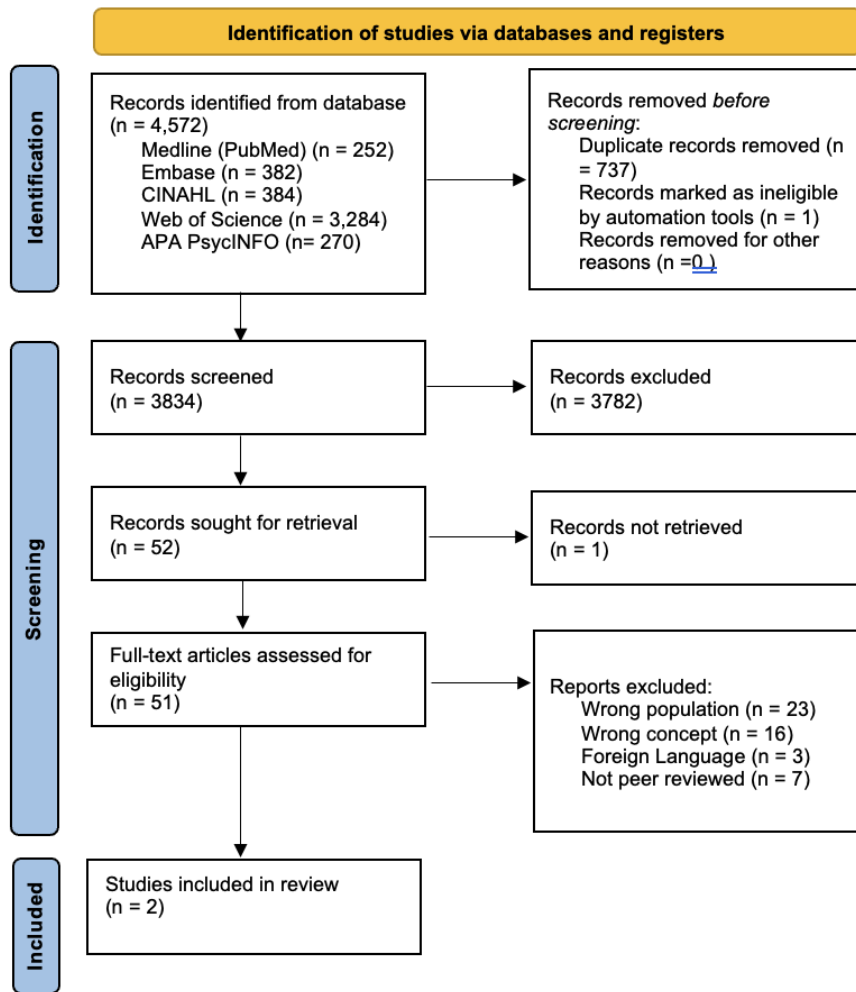 Identification of studies via databases and registers
Identification
Records identified from database
(n = 4,572)
Medline (PubMed) (n = 252)
Embase (n = 382)
CINAHL (n = 384)
Web of Science (n = 3,284)
APA PsycINFO (n= 270)
Records removed before
screening:
Duplicate records removed (n
= 737)
Records marked as ineligible
by automation tools (n = 1)
Records removed for other
reasons (n =0 )
Screening
Records screened
(n = 3834)
Records excluded
(n = 3782)
Records sought for retrieval
(n = 52)
Records not retrieved
(n = 1)
Full-text articles assessed for
eligibility
(n = 51)
Reports excluded:
Wrong population (n = 23)
Wrong concept (n = 16)
Foreign Language (n = 3)
Not peer reviewed (n = 7)
Included
Studies included in review
(n = 2)